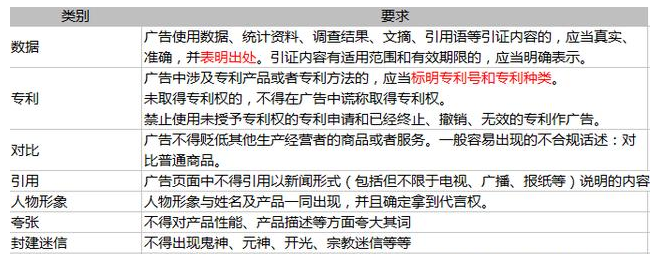 类别 要求
数据 广告使用数据、统计资料、调查结果、文摘、引用语等引证内容的，应当真实、
准确，并表明出处。引证内容有适用范围和有效期限的，应当明确表示。
专利 广告中涉及专利产品或者专利方法的，应当标明专利号和专利种类。
未取得专利权的，不得在广告中谎称取得专利权。
禁止使用未授予专利权的专利申请和已经终止、撤销、无效的专利作广告。
对比 广告不得贬低其他生产经营者的商品或者服务。一般容易出现的不合规话述：对
比普通商品。
引用 广告页面中不得引用以新闻形式（包括但不限于电视、广播、报纸等）说明的内容
人物形象 人物形象与姓名及产品一同出现，并且确定拿到代言权。
夸张 不得对产品性能、产品描述等方面夸大其词
封建迷信 不得出现鬼神、元神、开光、宗教迷信等等